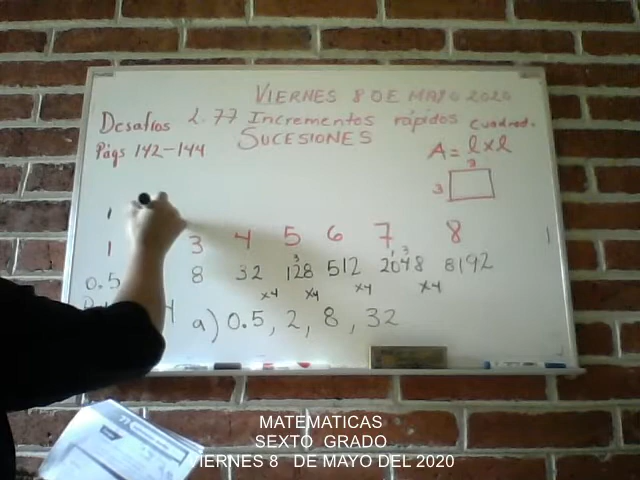 VIERNES 8 DE MAYO 2020
Desafíos 2.77 Incrementos rápidos cuadrad.
Págs 142-144 SUCESIONES
A = l x l
3
3
1
1 3 4 5 6 7 8
0.5 8 32 128 512 2048 8192
x4 x4 x4 x4
a) 0.5, 2, 8, 32
MATEMATICAS
SEXTO GRADO
VIERNES 8 DE MAYO DEL 2020